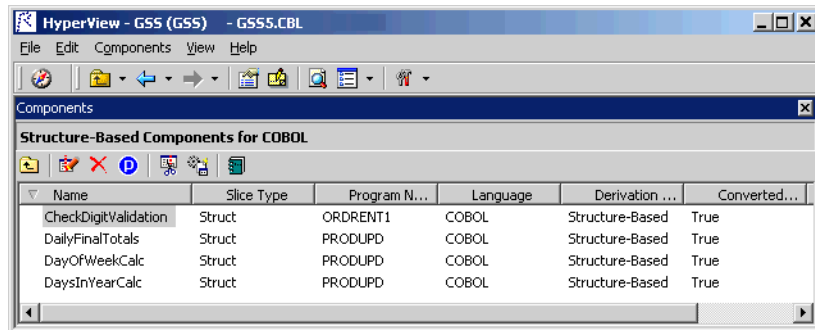 HyperView - GSS (GSS) - GSS5.CBL
File Edit Components View Help
Components
Structure-Based Components for COBOL
Name Slice Type Program N... Language Derivation ... Converted...
CheckDigitValidation Struct ORDRENT1 COBOL Structure-Based True
DailyFinalTotals Struct PRODUPD COBOL Structure-Based True
DayOfWeekCalc Struct PRODUPD COBOL Structure-Based True
DaysInYearCalc Struct PRODUPD COBOL Structure-Based True